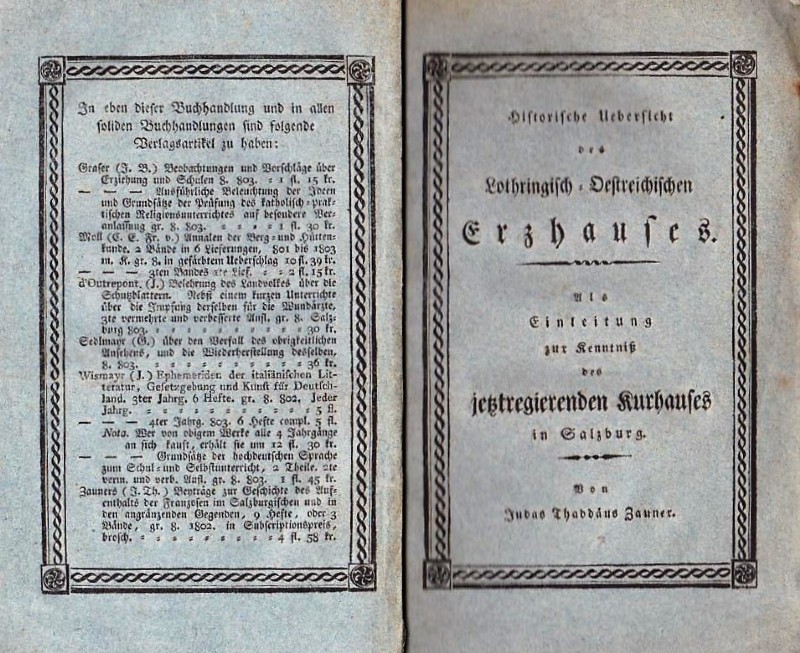 In eben dieser Buchhandlung und in allen
soliden Buchhandlungen sind folgende
Verlagsartikel zu haben:
Graser (J. B.) Beobachtungen und Vorschläge über
Erziehung und Schulen 8. 803. = 1 fl. 15 kr.
— — — Ausführliche Beleuchtung der Ideen
und Grundsätze der Prüfung des katholisch=prak=
tischen Religionsunterrichtes auf besondere Ver=
anlassung gr. 8. 803. = = = = 1 fl. 30 kr.
Moll (C. E. Fr. v.) Annalen der Berg= und Hütten=
kunde. 2 Bände in 6 Lieferungen, 801 bis 1803
m. K. gr. 8. in gefärbtem Ueberschlag 10 fl. 39 kr.
— — — 3ten Bandes 1te Lief. = = 2 fl. 15 kr.
d'Outrepont, (J.) Belehrung des Landvolkes über die
Schutzblattern. Nebst einem kurzen Unterrichte
über die Impfung derselben für die Wundärzte,
2te vermehrte und verbesserte Aufl. gr. 8. Salz=
burg 803. = = = = = = = = = 30 kr.
Sedlmayr (G.) über den Verfall des obrigkeitlichen
Ansehens, und die Wiederherstellung desselben,
8. 803. = = = = = = = = = = 36 kr.
Wismayr (J.) Ephemeriden der italiänischen Lit=
teratur, Gesetzgebung und Kunst für Deutsch=
land. 3ter Jahrg. 6 Hefte. gr. 8. 802. Jeder
Jahrg. = = = = = = = = = = 5 fl.
— — — 4ter Jahrg. 803. 6 Hefte compl. 5 fl.
Nota. Wer von obigem Werke alle 4 Jahrgänge
an sich kauft, erhält sie um 12 fl. 30 kr.
— — — Grundsätze der hochdeutschen Sprache
zum Schul= und Selbstunterricht, 2 Theile. 2te
verm. und verb. Aufl. gr. 8. 803. 1 fl. 45 kr.
Zauners (J. Th.) Beyträge zur Geschichte des Auf=
enthalts der Franzosen im Salzburgischen und in
den angränzenden Gegenden, 9 Hefte, oder 3
Bände, gr. 8. 1802. in Subscriptionspreis,
brosch. = = = = = = = = = 4 fl. 58 kr.
Historische Uebersicht
des
Lothringisch=Oestreichischen
Erzhauses.
Als
Einleitung
zur Kenntniß
des
jetztregierenden Kurhauses
in Salzburg.
Von
Judas Thaddäus Zauner.